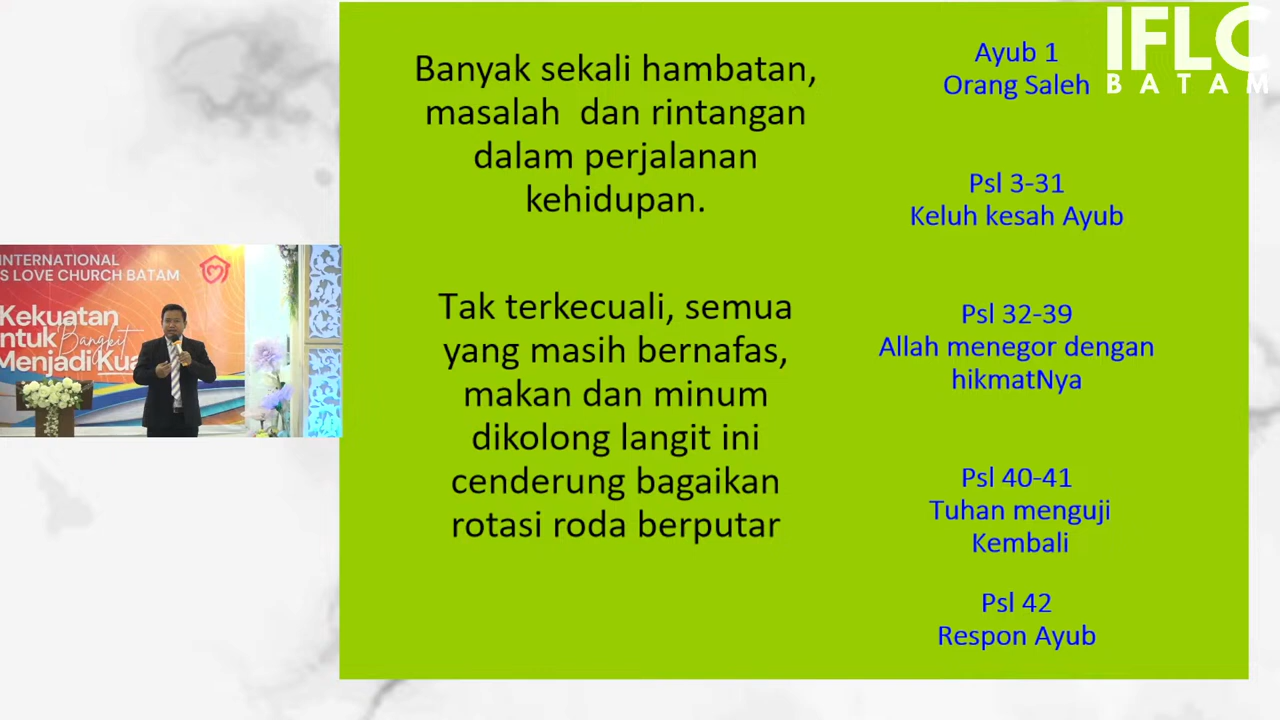 Banyak sekali hambatan,
masalah dan rintangan
dalam perjalanan
kehidupan.
Tak terkecuali, semua
yang masih bernafas,
makan dan minum
dikolong langit ini
cenderung bagaikan
rotasi roda berputar
Ayub 1
Orang Saleh
Psl 3-31
Keluh kesah Ayub
Psl 32-39
Allah menegor dengan
hikmatNya
Psl 40-41
Tuhan menguji
Kembali
Psl 42
Respon Ayub
IFLC
BATAM
INTERNATIONAL
S LOVE CHURCH BATAM
Kekuatan
ntuk Bangkit
Menjadi Kua